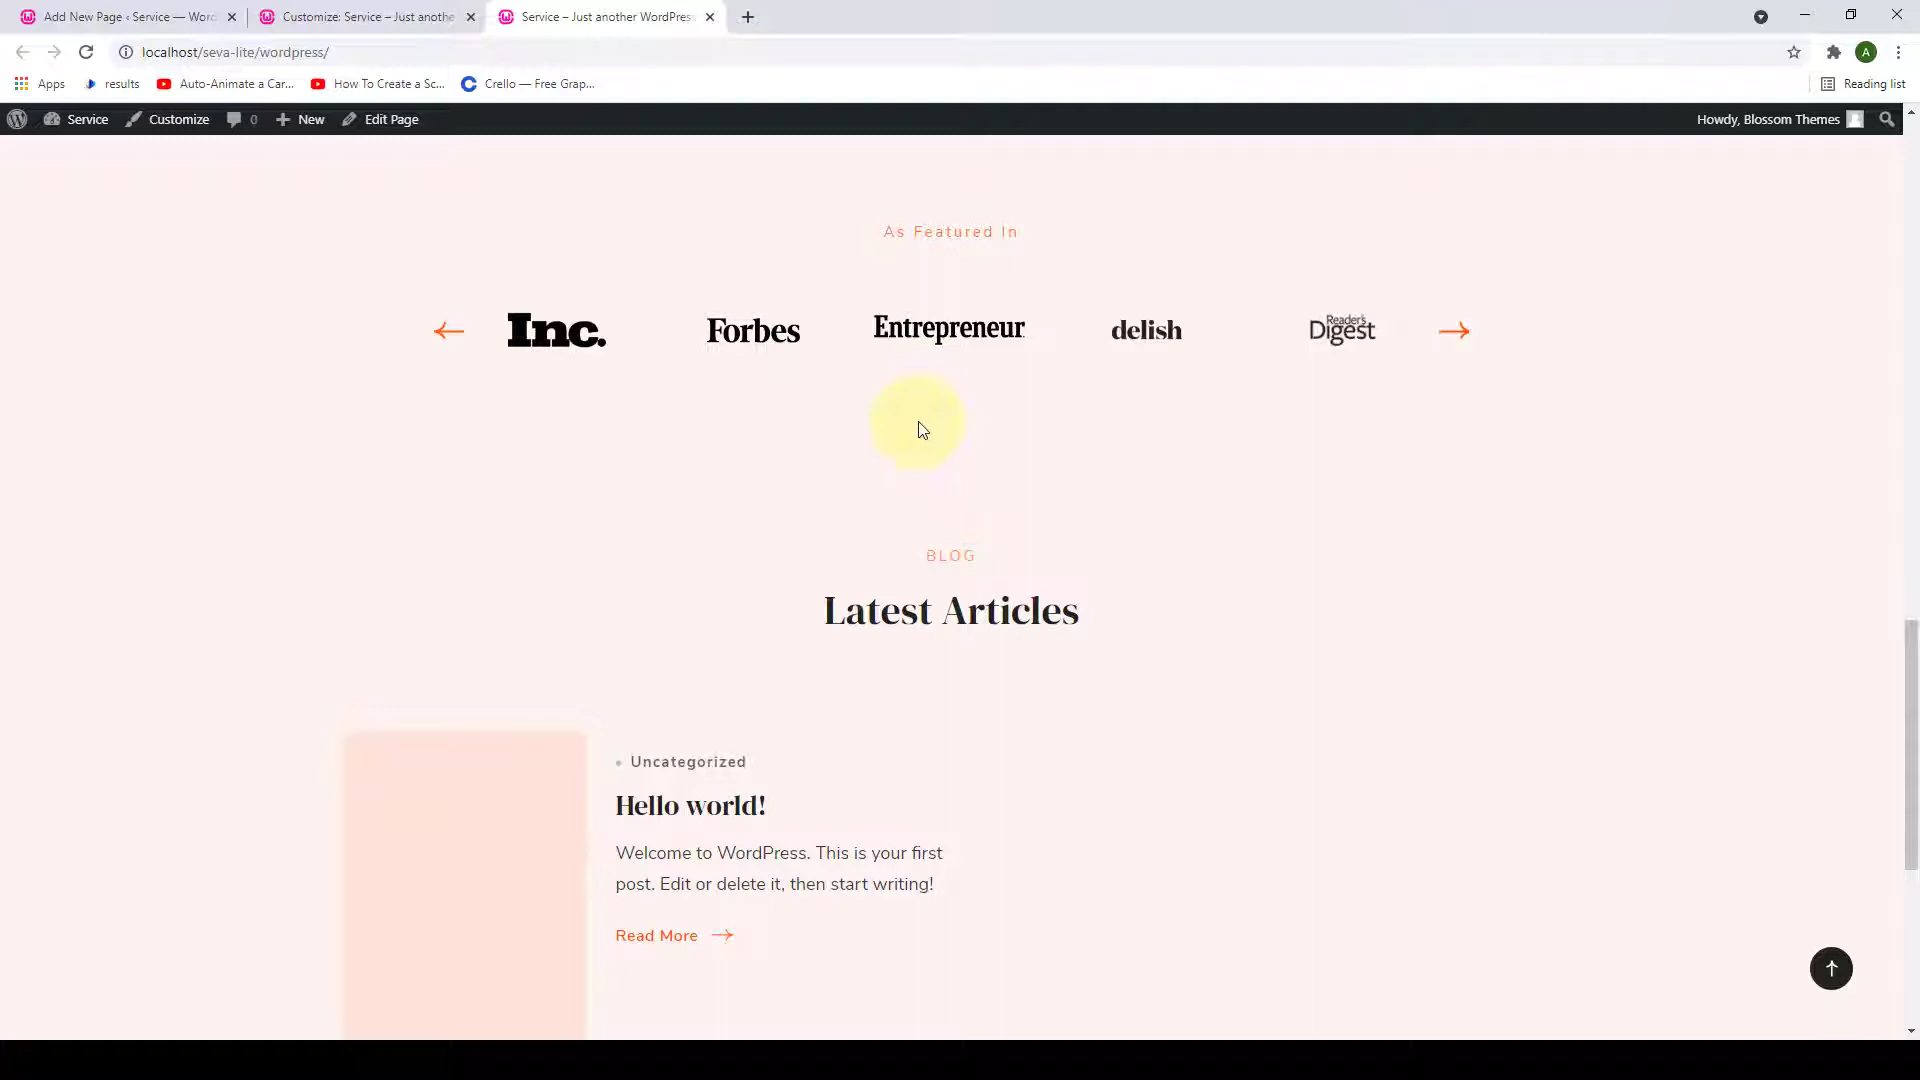 Add New Page ‹ Service — Word
Customize: Service – Just anothe
Service – Just another WordPress
localhost/seva-lite/wordpress/
A
Apps
results
Auto-Animate a Car...
How To Create a Sc...
Crello — Free Grap...
Reading list
Service
Customize
0
New
Edit Page
Howdy, Blossom Themes
As Featured In
Inc.
Forbes
Entrepreneur
delish
Reader's
Digest
BLOG
Latest Articles
Uncategorized
Hello world!
Welcome to WordPress. This is your first
post. Edit or delete it, then start writing!
Read More